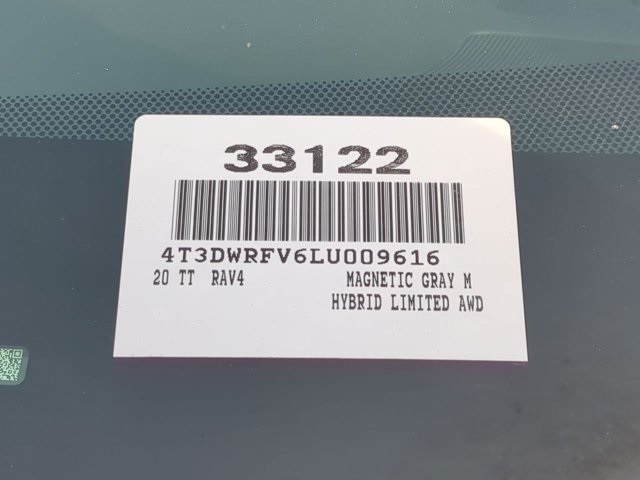 33122
4T3DWRFV6LU009616
20 TT RAV4 MAGNETIC GRAY M
HYBRID LIMITED AWD